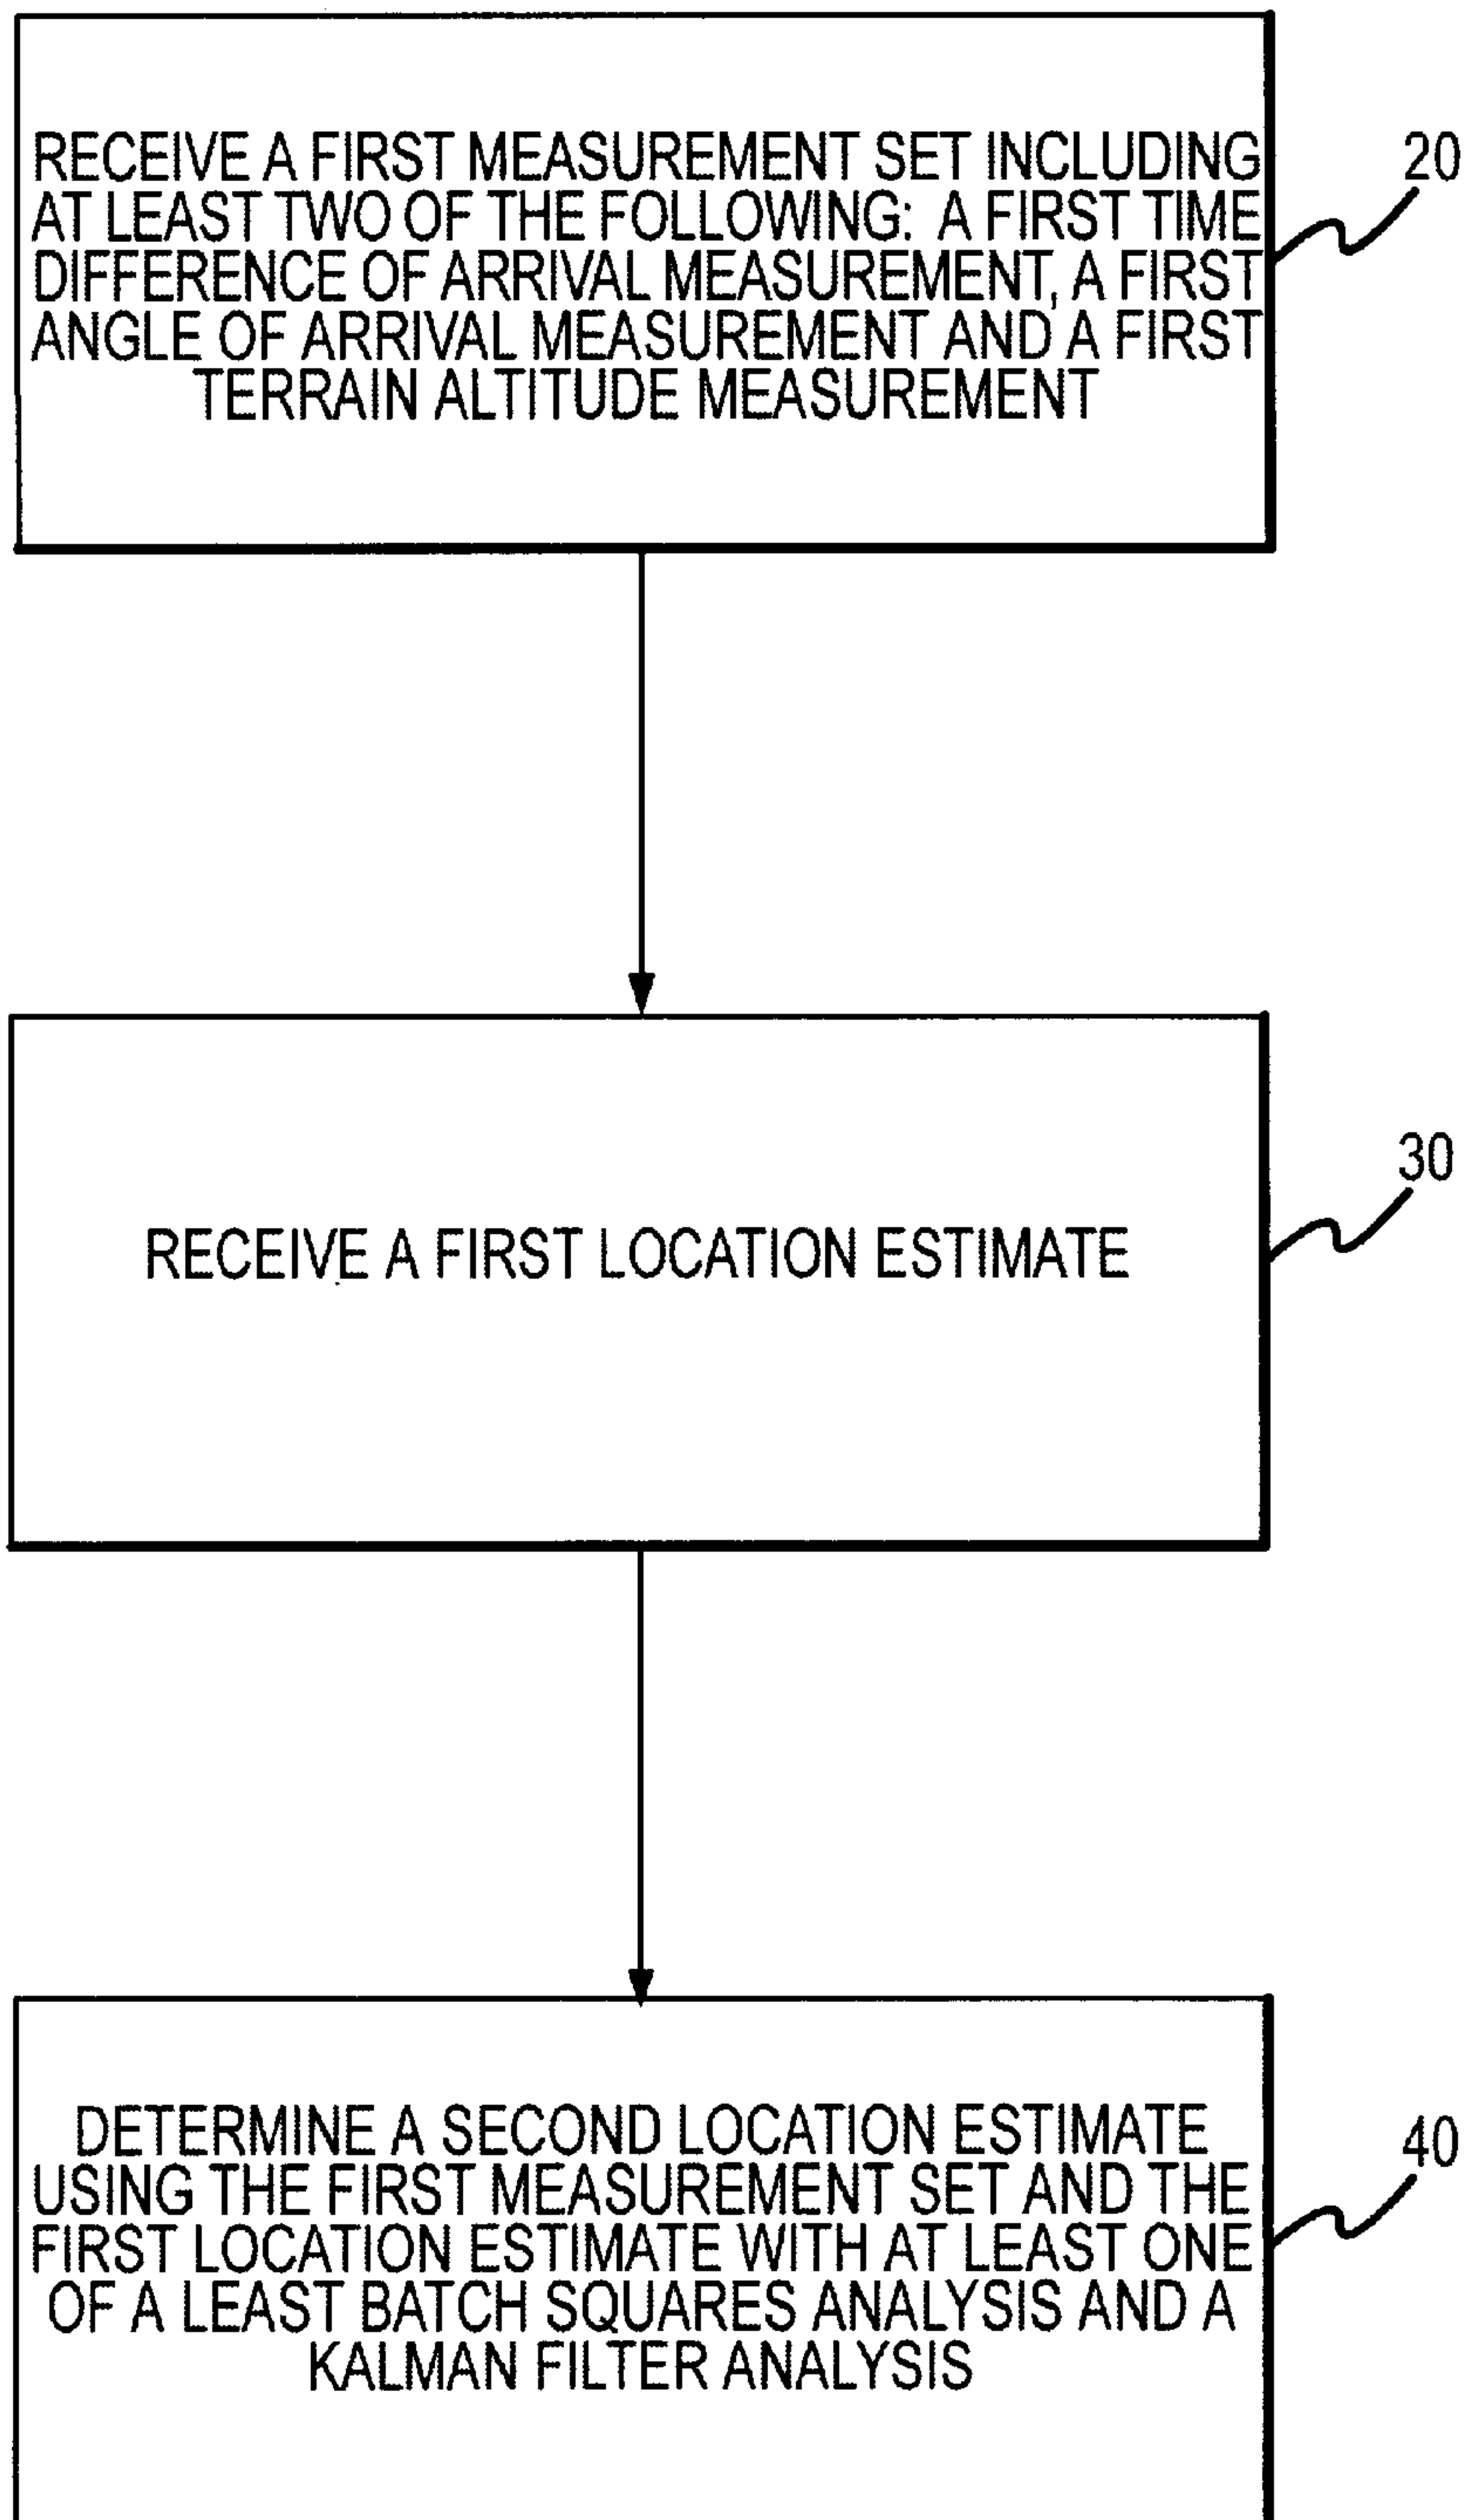 RECEIVE A FIRST MEASUREMENT SET INCLUDING
AT LEAST TWO OF THE FOLLOWING: A FIRST TIME
DIFFERENCE OF ARRIVAL MEASUREMENT, A FIRST
ANGLE OF ARRIVAL MEASUREMENT AND A FIRST
TERRAIN ALTITUDE MEASUREMENT
20
RECEIVE A FIRST LOCATION ESTIMATE
30
DETERMINE A SECOND LOCATION ESTIMATE
USING THE FIRST MEASUREMENT SET AND THE
FIRST LOCATION ESTIMATE WITH AT LEAST ONE
OF A LEAST BATCH SQUARES ANALYSIS AND A
KALMAN FILTER ANALYSIS
40